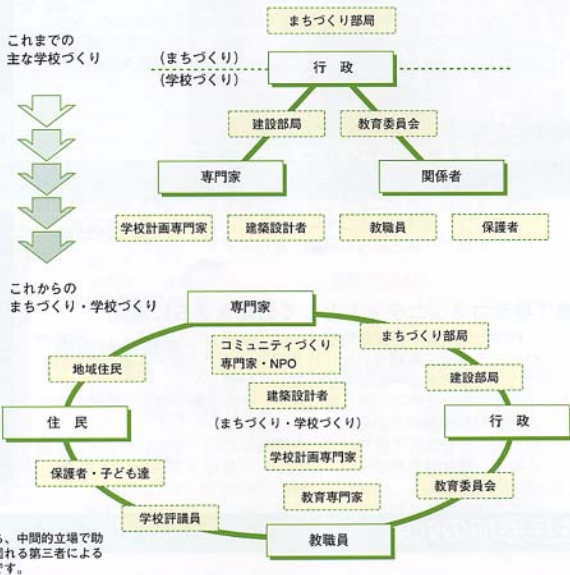 まちづくり部局
これまでの
主な学校づくり
(まちづくり)
(学校づくり)
行 政
建設部局
教育委員会
専門家
関係者
学校計画専門家
建築設計者
教職員
保護者
これからの
まちづくり・学校づくり
専門家
コミュニティづくり
専門家・NPO
まちづくり部局
地域住民
建設部局
建築設計者
(まちづくり・学校づくり)
住 民
行 政
学校計画専門家
保護者・子ども達
教育委員会
教育専門家
学校評議員
教職員
、中間的立場で助
れる第三者による
です。